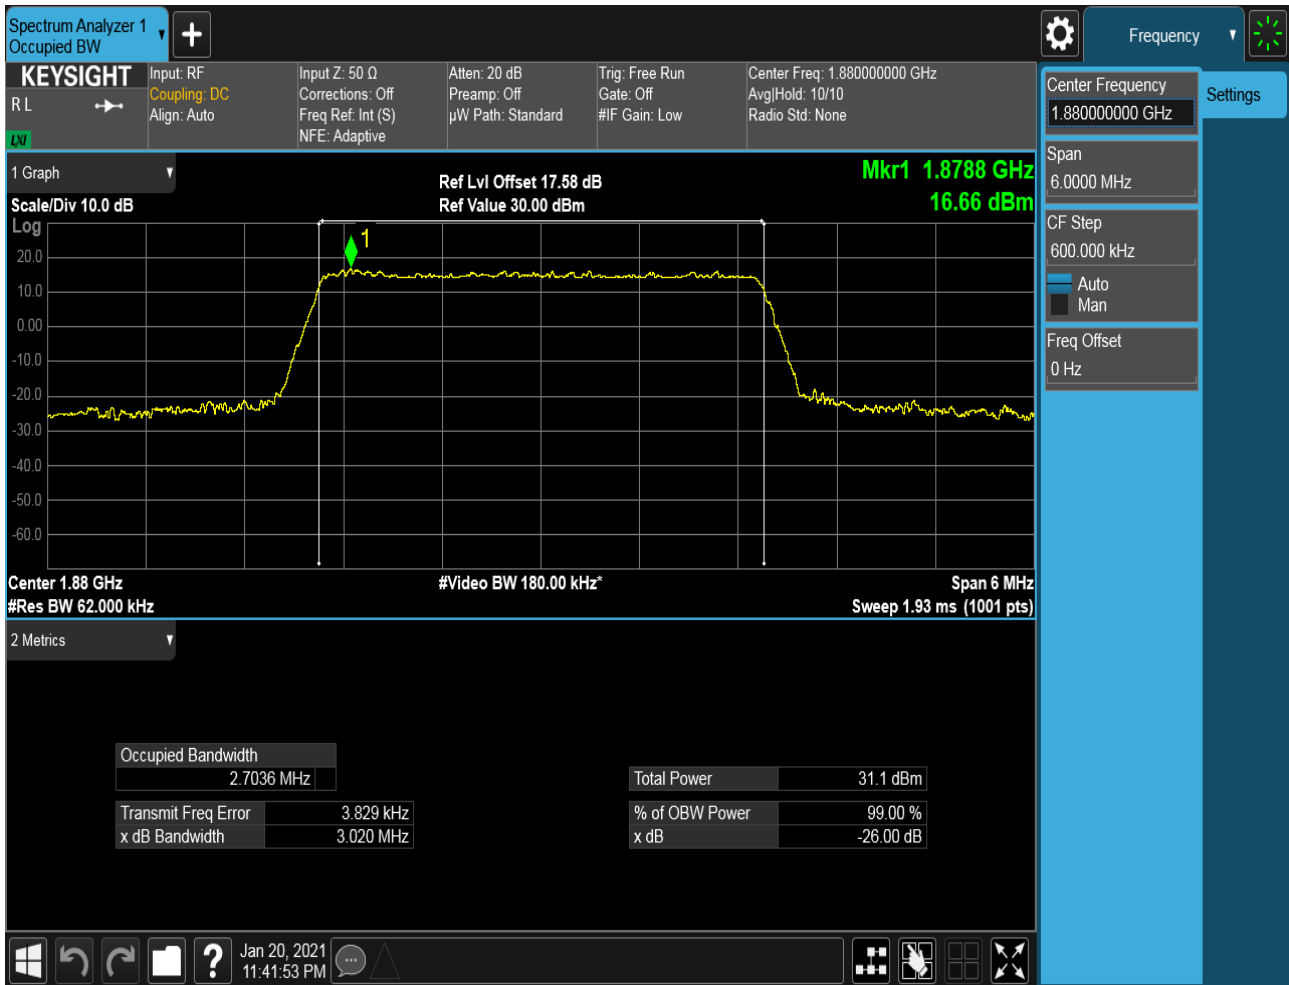 Spectrum Analyzer 1
Occupied BW
Frequency
KEYSIGHT
R L
LXI
Input: RF
Coupling: DC
Align: Auto
Input Z: 50 Ω
Corrections: Off
Freq Ref: Int (S)
NFE: Adaptive
Atten: 20 dB
Preamp: Off
µW Path: Standard
Trig: Free Run
Gate: Off
#IF Gain: Low
Center Freq: 1.880000000 GHz
Avg|Hold: 10/10
Radio Std: None
Center Frequency
1.880000000 GHz
Settings
Span
6.0000 MHz
CF Step
600.000 kHz
Auto
Man
Freq Offset
0 Hz
1 Graph
Ref Lvl Offset 17.58 dB
Mkr1 1.8788 GHz
Scale/Div 10.0 dB
Ref Value 30.00 dBm
16.66 dBm
Log
1
20.0
10.0
0.00
-10.0
-20.0
-30.0
-40.0
-50.0
-60.0
Center 1.88 GHz
#Video BW 180.00 kHz*
Span 6 MHz
#Res BW 62.000 kHz
Sweep 1.93 ms (1001 pts)
2 Metrics
Occupied Bandwidth
2.7036 MHz
Total Power 31.1 dBm
Transmit Freq Error 3.829 kHz
% of OBW Power 99.00 %
x dB Bandwidth 3.020 MHz
x dB -26.00 dB
?
Jan 20, 2021
11:41:53 PM